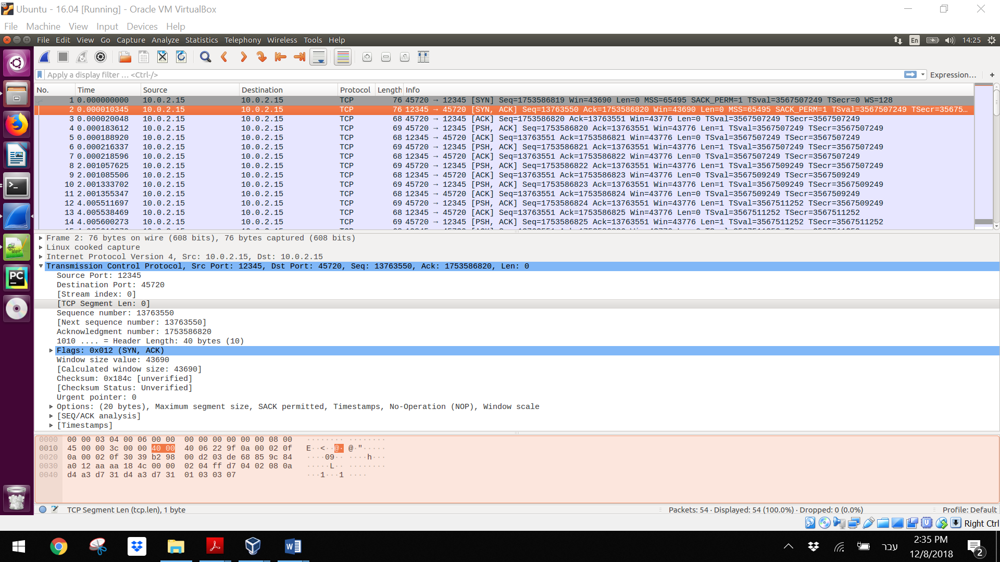 Ubuntu - 16.04 [Running] - Oracle VM VirtualBox
File Machine View Input Devices Help
File Edit View Go Capture Analyze Statistics Telephony Wireless Tools Help
En 14:25
Apply a display filter … <Ctrl-/> Expression… +
No. Time Source Destination Protocol Length Info
1 0.000000000 10.0.2.15 10.0.2.15 TCP 76 45720 → 12345 [SYN] Seq=1753586819 Win=43690 Len=0 MSS=65495 SACK_PERM=1 TSval=3567507249 TSecr=0 WS=128
2 0.000010345 10.0.2.15 10.0.2.15 TCP 76 12345 → 45720 [SYN, ACK] Seq=13763550 Ack=1753586820 Win=43690 Len=0 MSS=65495 SACK_PERM=1 TSval=3567507249 TSecr=35675…
3 0.000020048 10.0.2.15 10.0.2.15 TCP 68 45720 → 12345 [ACK] Seq=1753586820 Ack=13763551 Win=43776 Len=0 TSval=3567507249 TSecr=3567507249
4 0.000183612 10.0.2.15 10.0.2.15 TCP 69 45720 → 12345 [PSH, ACK] Seq=1753586820 Ack=13763551 Win=43776 Len=1 TSval=3567507249 TSecr=3567507249
5 0.000188920 10.0.2.15 10.0.2.15 TCP 68 12345 → 45720 [ACK] Seq=13763551 Ack=1753586821 Win=43776 Len=0 TSval=3567507249 TSecr=3567507249
6 0.000216337 10.0.2.15 10.0.2.15 TCP 69 45720 → 12345 [PSH, ACK] Seq=1753586821 Ack=13763551 Win=43776 Len=1 TSval=3567507249 TSecr=3567507249
7 0.000218596 10.0.2.15 10.0.2.15 TCP 68 12345 → 45720 [ACK] Seq=13763551 Ack=1753586822 Win=43776 Len=0 TSval=3567507249 TSecr=3567507249
8 2.001057625 10.0.2.15 10.0.2.15 TCP 69 45720 → 12345 [PSH, ACK] Seq=1753586822 Ack=13763551 Win=43776 Len=1 TSval=3567509249 TSecr=3567507249
9 2.001085506 10.0.2.15 10.0.2.15 TCP 68 12345 → 45720 [ACK] Seq=13763551 Ack=1753586823 Win=43776 Len=0 TSval=3567509249 TSecr=3567509249
10 2.001333702 10.0.2.15 10.0.2.15 TCP 69 45720 → 12345 [PSH, ACK] Seq=1753586823 Ack=13763551 Win=43776 Len=1 TSval=3567509249 TSecr=3567509249
11 2.001355347 10.0.2.15 10.0.2.15 TCP 68 12345 → 45720 [ACK] Seq=13763551 Ack=1753586824 Win=43776 Len=0 TSval=3567509249 TSecr=3567509249
12 4.005511697 10.0.2.15 10.0.2.15 TCP 69 45720 → 12345 [PSH, ACK] Seq=1753586824 Ack=13763551 Win=43776 Len=1 TSval=3567511252 TSecr=3567509249
13 4.005538469 10.0.2.15 10.0.2.15 TCP 68 12345 → 45720 [ACK] Seq=13763551 Ack=1753586825 Win=43776 Len=0 TSval=3567511252 TSecr=3567511252
14 4.005600273 10.0.2.15 10.0.2.15 TCP 69 45720 → 12345 [PSH, ACK] Seq=1753586825 Ack=13763551 Win=43776 Len=1 TSval=3567511252 TSecr=3567511252
Frame 2: 76 bytes on wire (608 bits), 76 bytes captured (608 bits)
Linux cooked capture
Internet Protocol Version 4, Src: 10.0.2.15, Dst: 10.0.2.15
Transmission Control Protocol, Src Port: 12345, Dst Port: 45720, Seq: 13763550, Ack: 1753586820, Len: 0
Source Port: 12345
Destination Port: 45720
[Stream index: 0]
[TCP Segment Len: 0]
Sequence number: 13763550
[Next sequence number: 13763550]
Acknowledgment number: 1753586820
1010 .... = Header Length: 40 bytes (10)
Flags: 0x012 (SYN, ACK)
Window size value: 43690
[Calculated window size: 43690]
Checksum: 0x184c [unverified]
[Checksum Status: Unverified]
Urgent pointer: 0
Options: (20 bytes), Maximum segment size, SACK permitted, Timestamps, No-Operation (NOP), Window scale
[SEQ/ACK analysis]
[Timestamps]
0000 00 00 03 04 00 06 00 00 00 00 00 00 00 00 08 00 ········ ········
0010 45 00 00 3c 00 00 40 00 40 06 22 9f 0a 00 02 0f E··<··@· @·"·····
0020 0a 00 02 0f 30 39 b2 98 00 d2 03 de 68 85 9c 84 ····09·· ····h···
0030 a0 12 aa aa 18 4c 00 00 02 04 ff d7 04 02 08 0a ·····L·· ········
0040 d4 a3 d7 31 d4 a3 d7 31 01 03 03 07 ···1···1 ····
TCP Segment Len (tcp.len), 1 byte Packets: 54 · Displayed: 54 (100.0%) · Dropped: 0 (0.0%) Profile: Default
Right Ctrl
PC
עבר
2:35 PM
12/8/2018
2